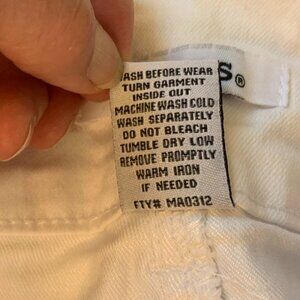 WASH BEFORE WEAR
TURN GARMENT
INSIDE OUT
MACHINE WASH COLD
WASH SEPARATELY
DO NOT BLEACH
TUMBLE DRY LOW
REMOVE PROMPTLY
WARM IRON
IF NEEDED
FTY# MA0312
S®